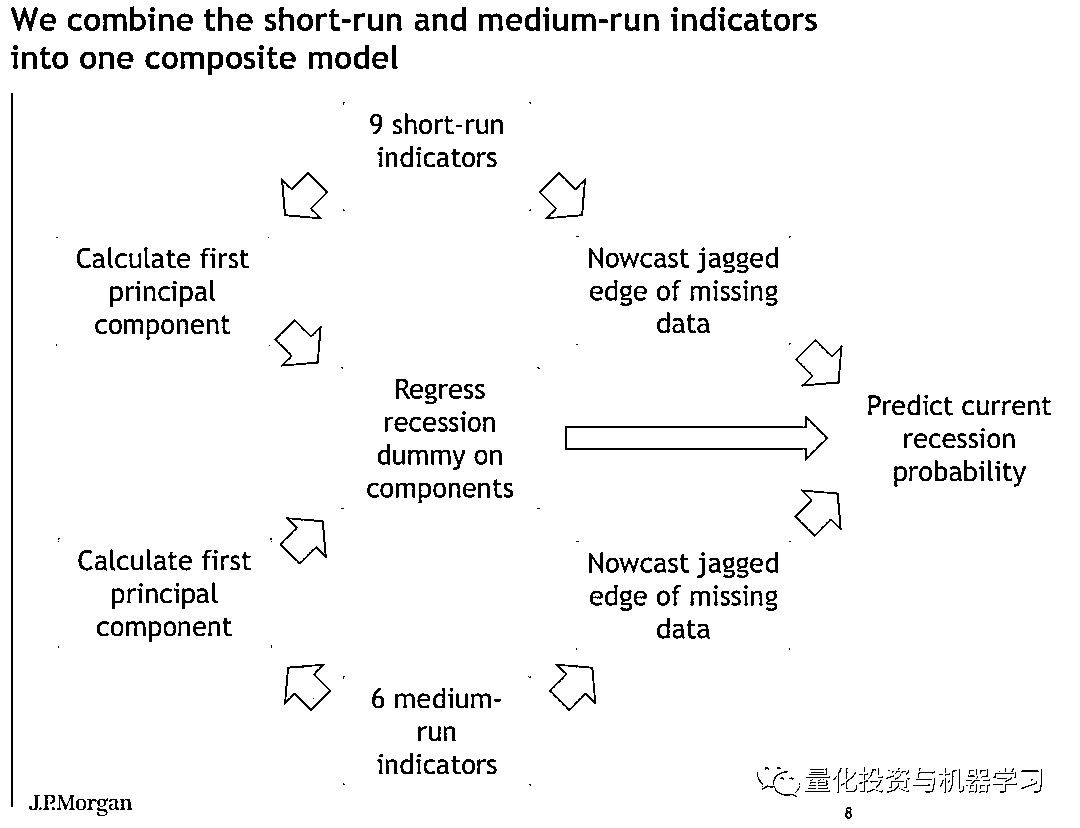 We combine the short-run and medium-run indicators
into one composite model
9 short-run
indicators
Calculate first
principal
component
Nowcast jagged
edge of missing
data
Regress
recession
dummy on
components
Predict current
recession
probability
Calculate first
principal
component
Nowcast jagged
edge of missing
data
6 medium-
run
indicators
量化投资与机器学习
J.P.Morgan
8